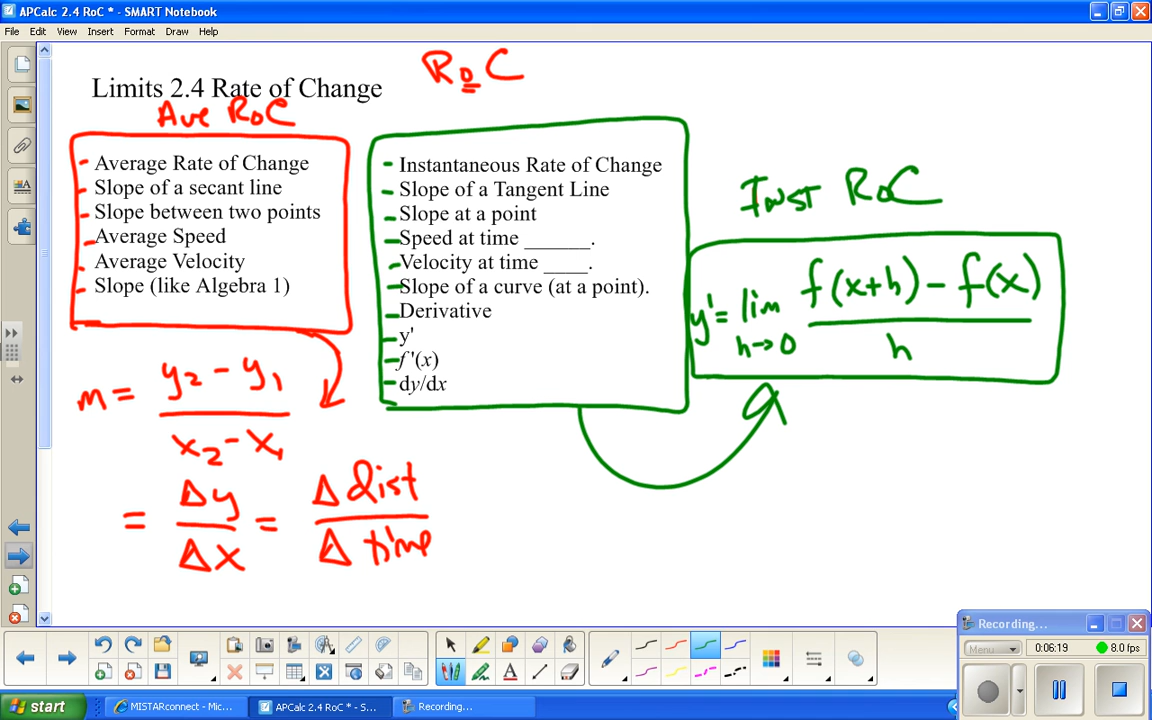 APCalc 2.4 RoC * - SMART Notebook
File Edit View Insert Format Draw Help
Limits 2.4 Rate of Change
RoC
Ave RoC
- Average Rate of Change
- Slope of a secant line
- Slope between two points
- Average Speed
- Average Velocity
- Slope (like Algebra 1)
- Instantaneous Rate of Change
- Slope of a Tangent Line
- Slope at a point
- Speed at time ______.
- Velocity at time ____.
- Slope of a curve (at a point).
- Derivative
- y'
- f '(x)
- dy/dx
Inst RoC
y' = lim h→0 f(x+h) - f(x) / h
m = y2 - y1 / x2 - x1
= Δy / Δx = Δ dist / Δ time
Recording...
Menu
0:06:19
8.0 fps
start
MISTARconnect - Mic...
APCalc 2.4 RoC * - S...
Recording...